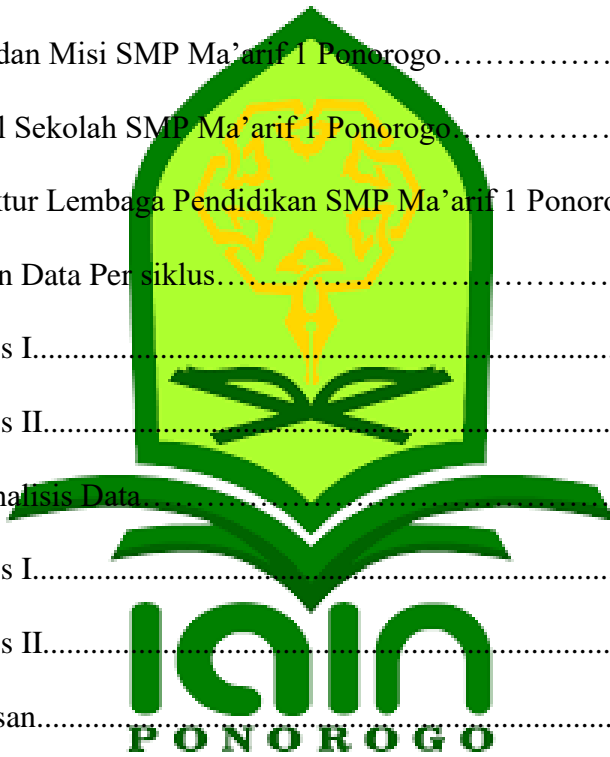 dan Misi SMP Ma’arif 1 Ponorogo……………
l Sekolah SMP Ma’arif 1 Ponorogo……………
ktur Lembaga Pendidikan SMP Ma’arif 1 Ponoro
n Data Per siklus…………………………………
s I................................................................................
s II..............................................................................
nalisis Data………………………………………
s I................................................................................
s II..............................................................................
san..............................................................................
iain
PONOROGO